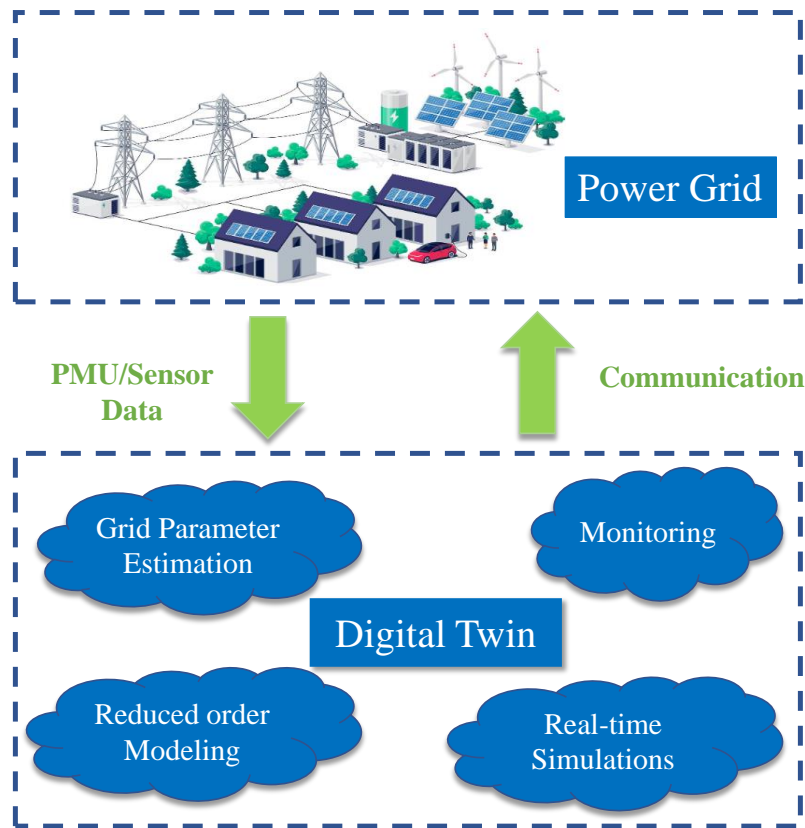 Power Grid
PMU/Sensor
Data
Communication
Grid Parameter
Estimation
Monitoring
Digital Twin
Reduced order
Modeling
Real-time
Simulations